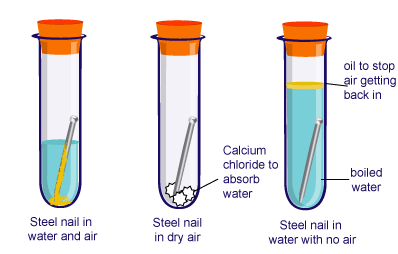 oil to stop
air getting
back in
Calcium
chloride to
absorb
water
boiled
water
Steel nail in
water and air
Steel nail
in dry air
Steel nail in
water with no air